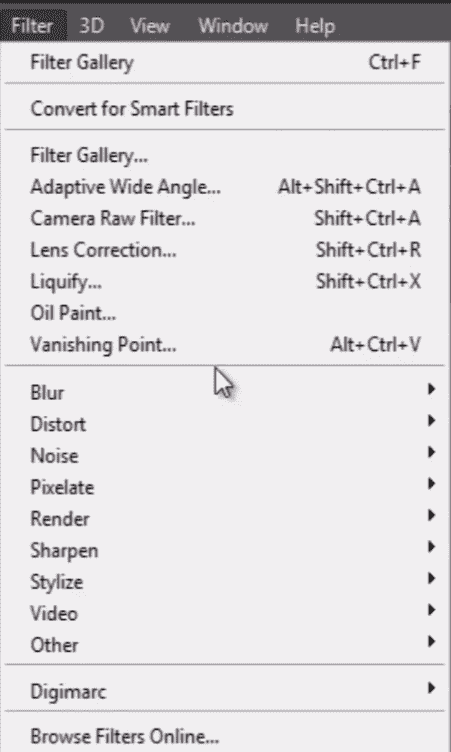 Filter 3D View Window Help
Filter Gallery Ctrl+F
Convert for Smart Filters
Filter Gallery...
Adaptive Wide Angle... Alt+Shift+Ctrl+A
Camera Raw Filter... Shift+Ctrl+A
Lens Correction... Shift+Ctrl+R
Liquify... Shift+Ctrl+X
Oil Paint...
Vanishing Point... Alt+Ctrl+V
Blur
Distort
Noise
Pixelate
Render
Sharpen
Stylize
Video
Other
Digimarc
Browse Filters Online...